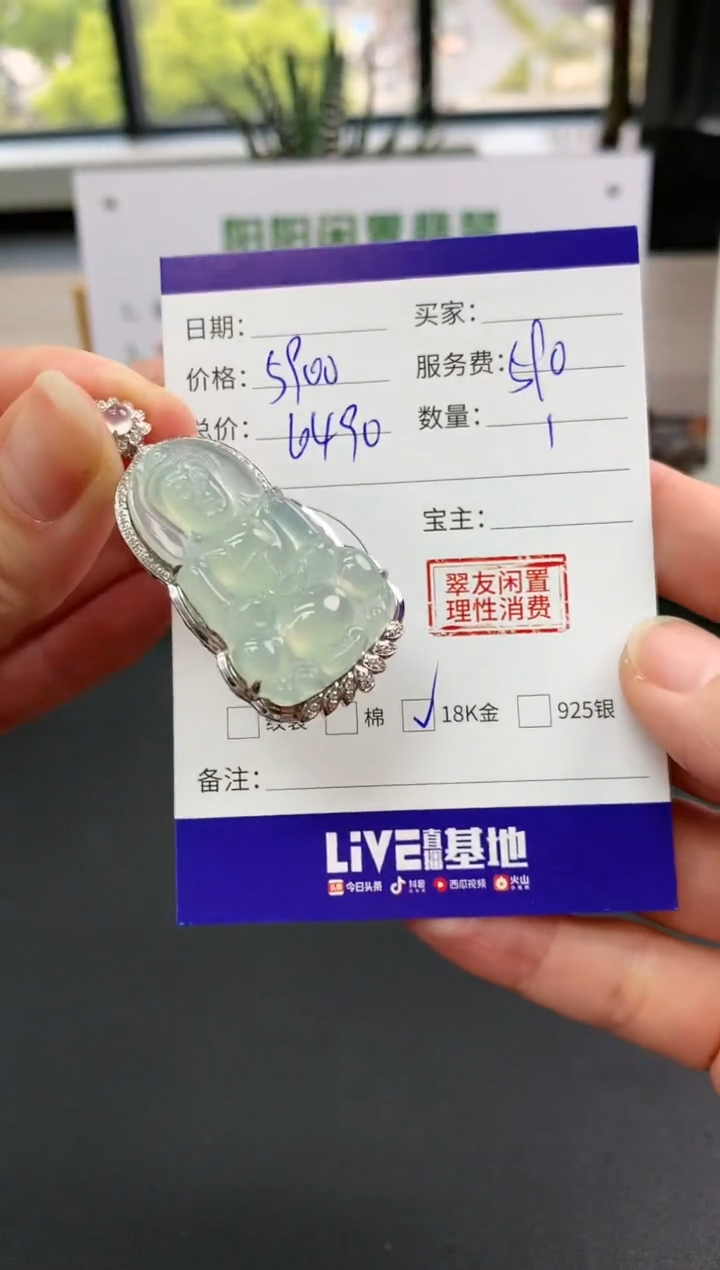 日期： 买家：
价格：5900 服务费：590
总价：6490 数量：1
宝主：
翠友闲置
理性消费
棉 ✓ 18K金 925银
备注：
LiVE直播基地
今日头条 抖音 西瓜视频 火山